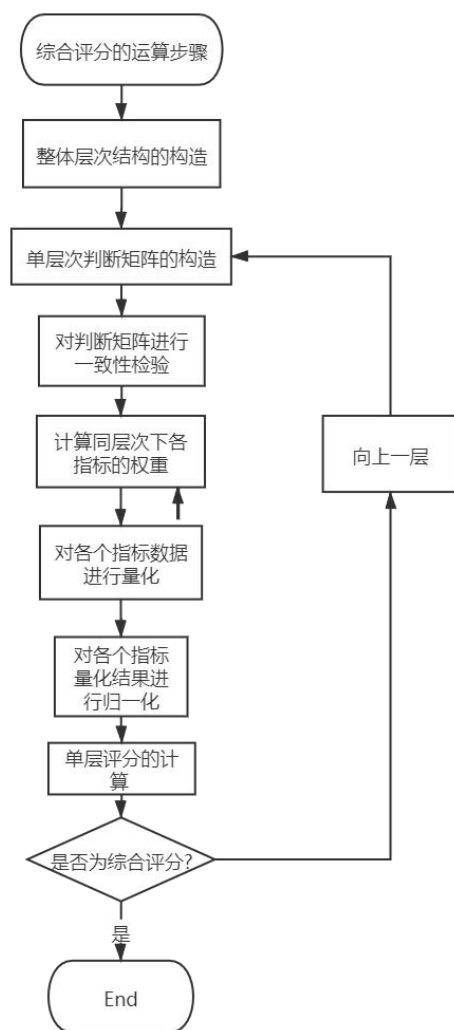 综合评分的运算步骤
整体层次结构的构造
单层次判断矩阵的构造
对判断矩阵进行
一致性检验
计算同层次下各
指标的权重
向上一层
对各个指标数据
进行量化
对各个指标
量化结果进
行归一化
单层评分的计
算
是否为综合评分?
是
End